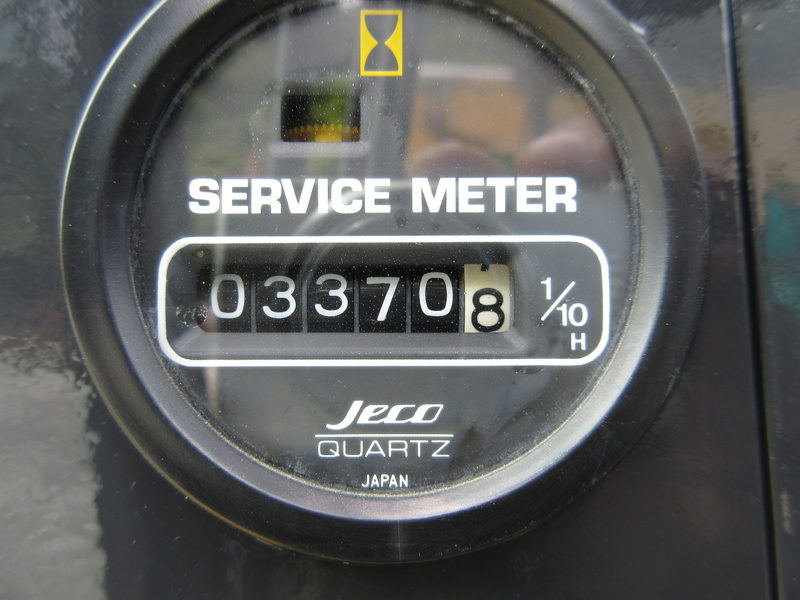 SERVICE METER
033708 1/10
H
Jeco
QUARTZ
JAPAN